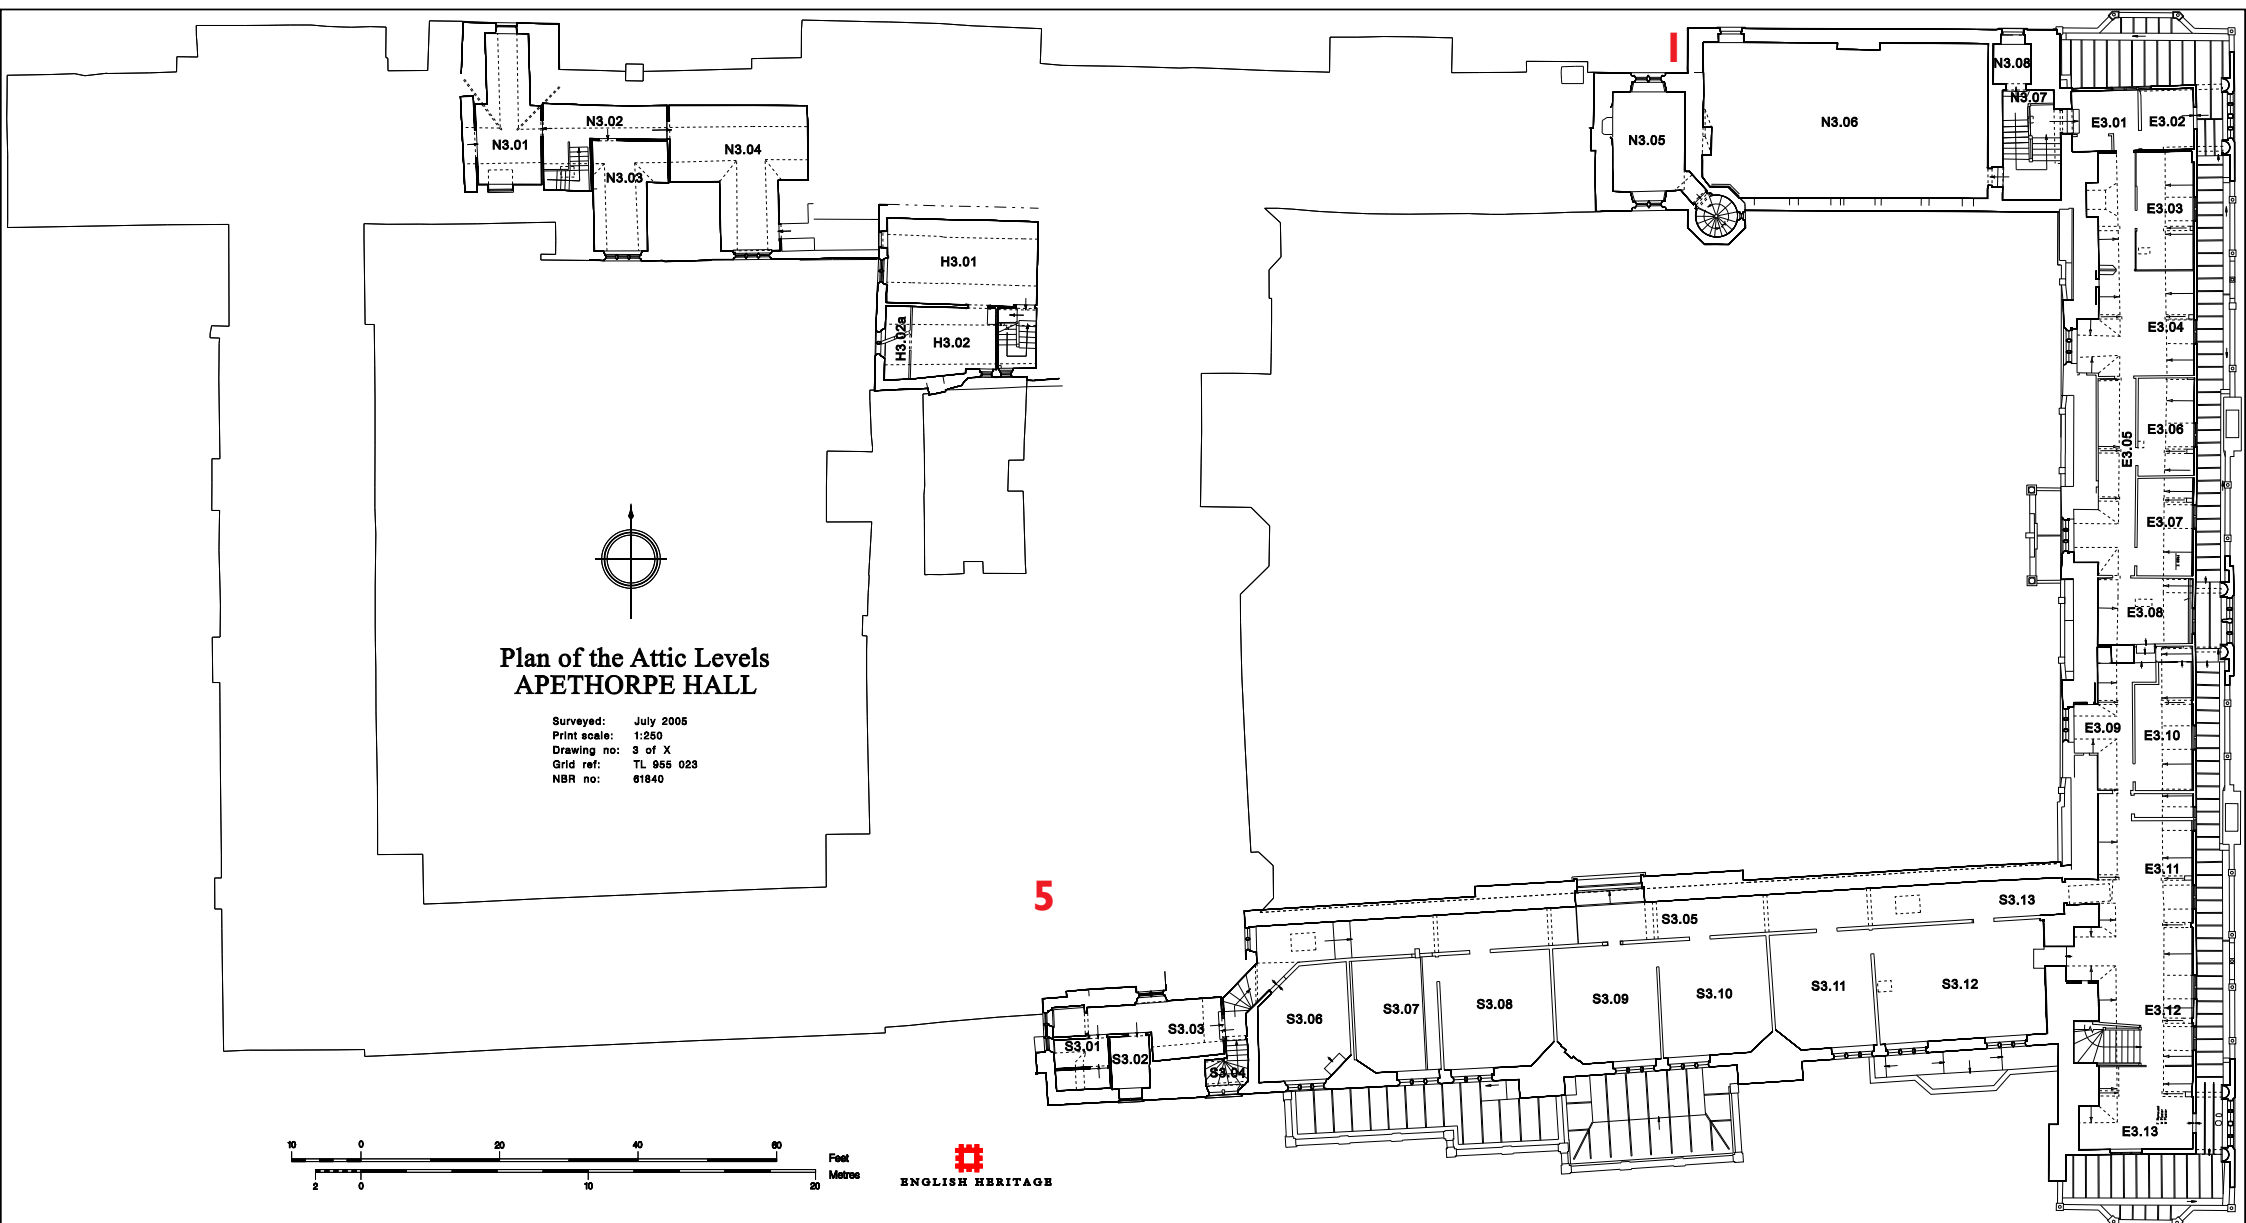 I
N3.08
N3.07
N3.01
N3.02
N3.03
N3.04
N3.05
N3.06
E3.01
E3.02
E3.03
H3.01
H3.02a
H3.02
E3.04
E3.05
E3.06
E3.07
E3.08
Plan of the Attic Levels
APETHORPE HALL
Surveyed: July 2005
Print scale: 1:250
Drawing no: 3 of X
Grid ref: TL 955 023
NBR no: 61840
E3.09
E3.10
E3.11
5
S3.13
S3.05
S3.12
S3.11
S3.10
S3.09
S3.08
S3.07
S3.06
E3.12
S3.03
S3.01
S3.02
S3.04
E3.13
10 0 20 40 60 Feet
2 0 10 20 Metres
ENGLISH HERITAGE